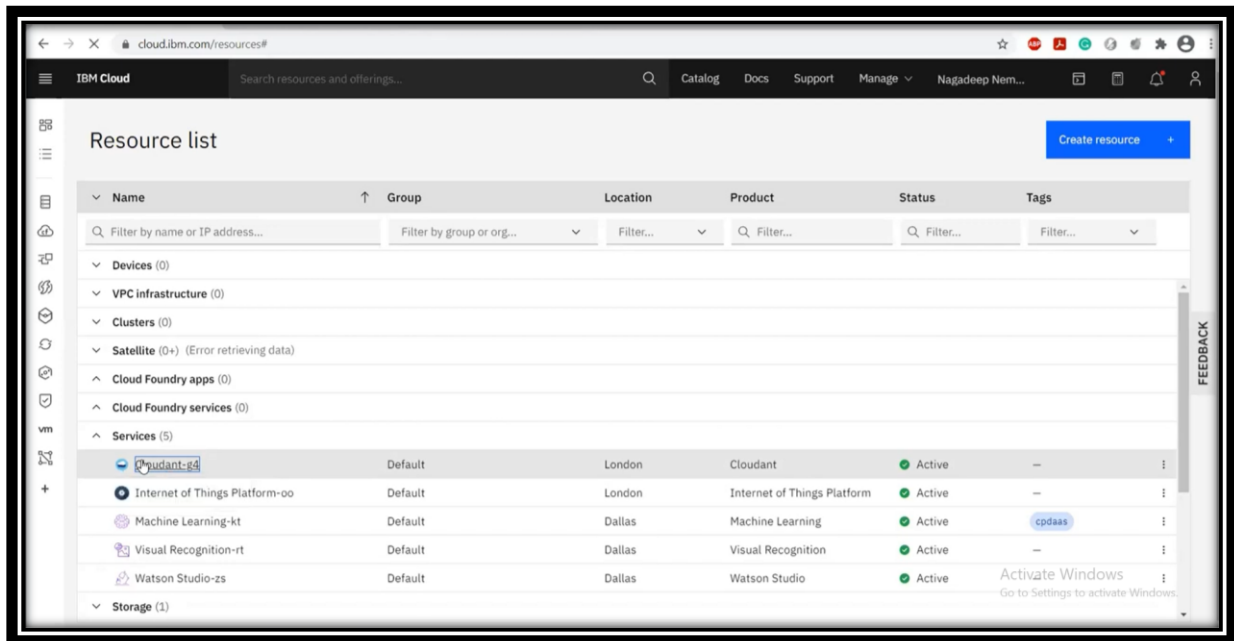 cloud.ibm.com/resources#
ABP
IBM Cloud Search resources and offerings... Catalog Docs Support Manage Nagadeep Nem...
Resource list
Create resource +
Name Group Location Product Status Tags
Filter by name or IP address... Filter by group or org... Filter... Filter... Filter... Filter...
Devices (0)
VPC infrastructure (0)
Clusters (0)
Satellite (0+) (Error retrieving data)
Cloud Foundry apps (0)
Cloud Foundry services (0)
Services (5)
Cloudant-g4 Default London Cloudant Active –
Internet of Things Platform-oo Default London Internet of Things Platform Active –
Machine Learning-kt Default Dallas Machine Learning Active cpdaas
Visual Recognition-rt Default Dallas Visual Recognition Active –
Watson Studio-zs Default Dallas Watson Studio Active –
Storage (1)
vm
FEEDBACK
Activate Windows
Go to Settings to activate Windows.